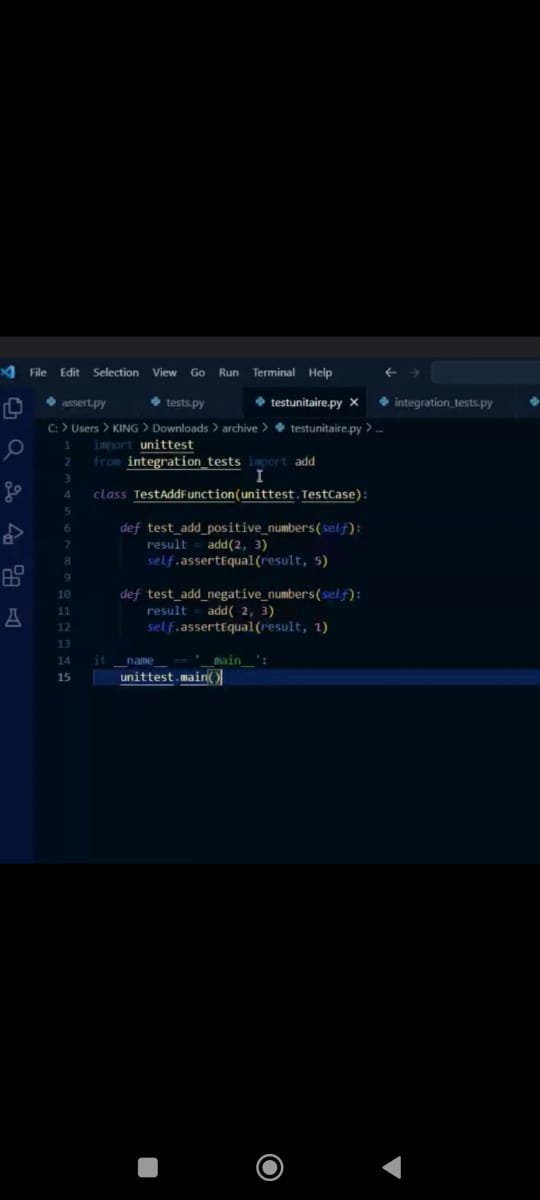 File Edit Selection View Go Run Terminal Help
assert.py tests.py testunitaire.py integration_tests.py
C: > Users > KING > Downloads > archive > testunitaire.py > ...
1 import unittest
2 from integration_tests import add
3
4 class TestAddFunction(unittest.TestCase):
5
6 def test_add_positive_numbers(self):
7 result = add(2, 3)
8 self.assertEqual(result, 5)
9
10 def test_add_negative_numbers(self):
11 result = add(-2, 3)
12 self.assertEqual(result, 1)
13
14 if __name__ == '__main__':
15 unittest.main()